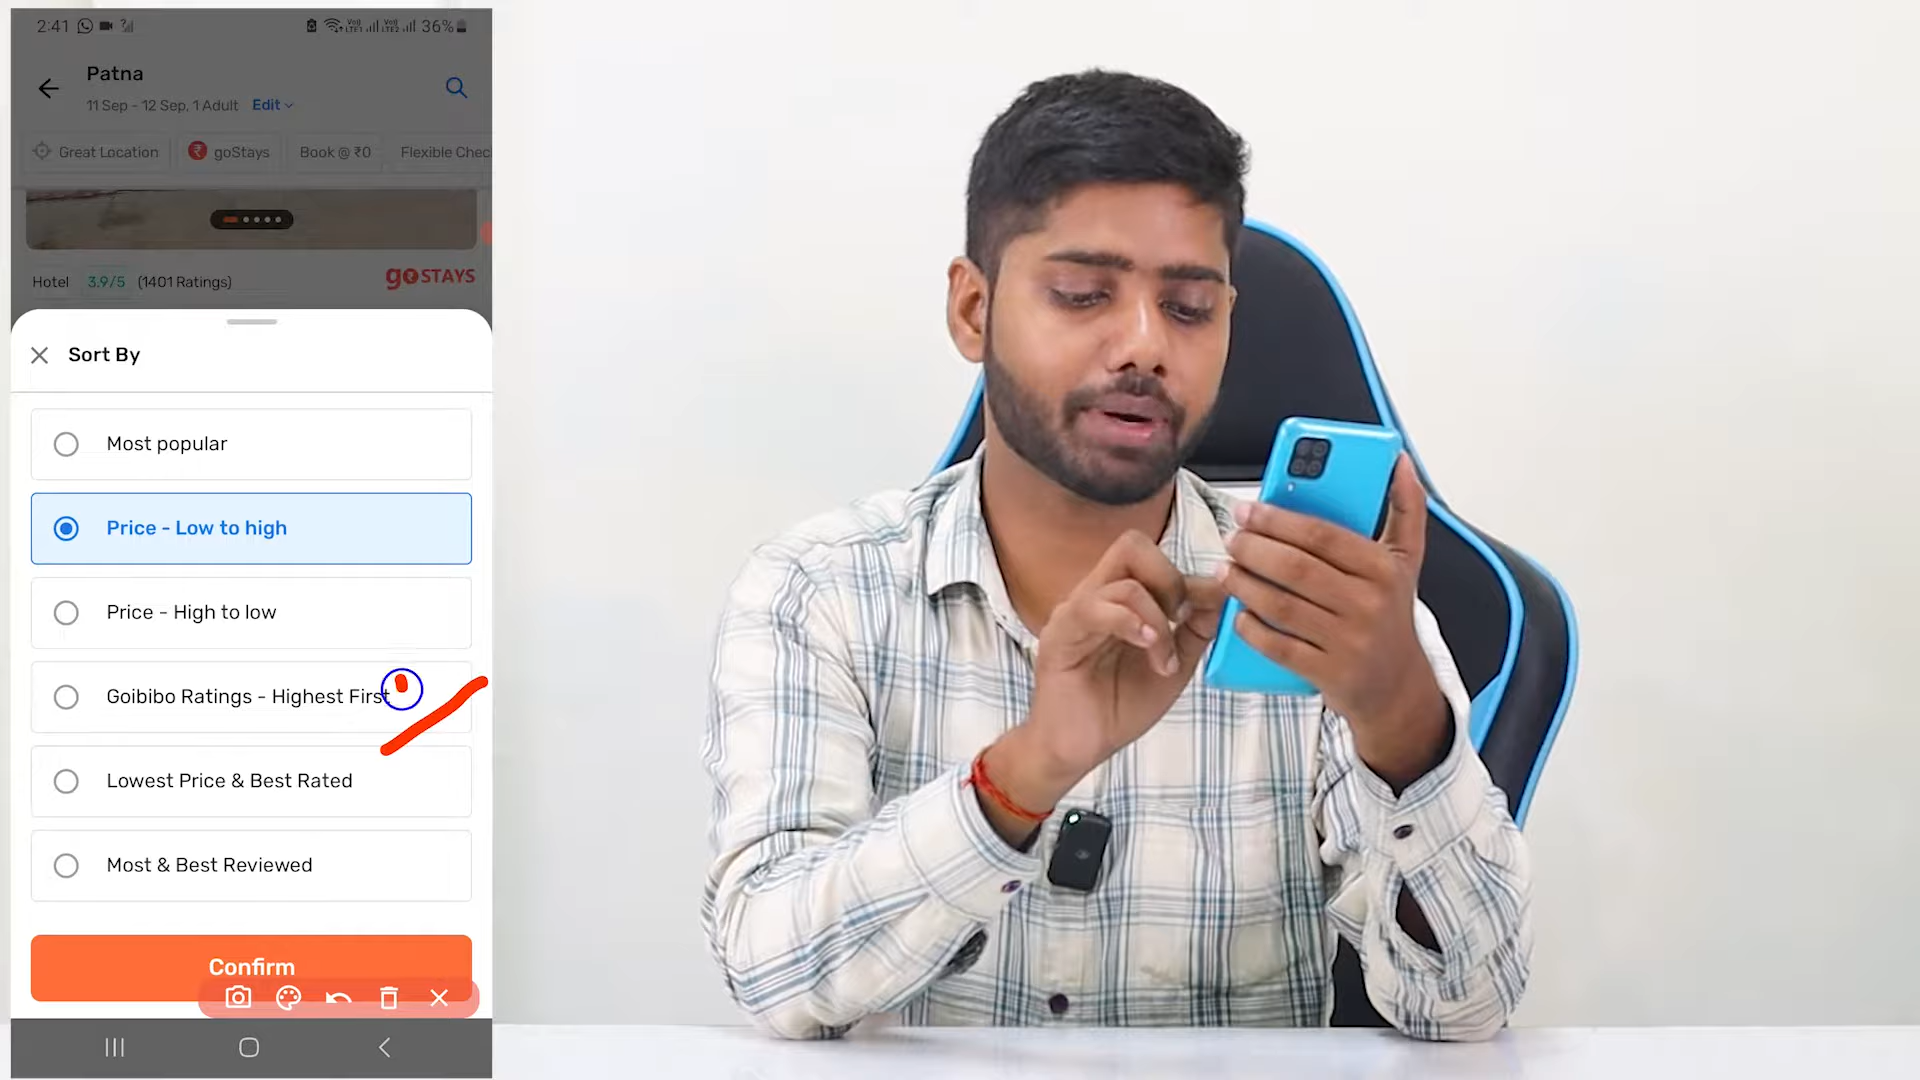 2:41 36%
Patna
11 Sep - 12 Sep, 1 Adult Edit
Great Location goStays Book @ ₹0 Flexible Chec
Hotel 3.9/5 (1401 Ratings) goSTAYS
Sort By
Most popular
Price - Low to high
Price - High to low
Goibibo Ratings - Highest First
Lowest Price & Best Rated
Most & Best Reviewed
Confirm